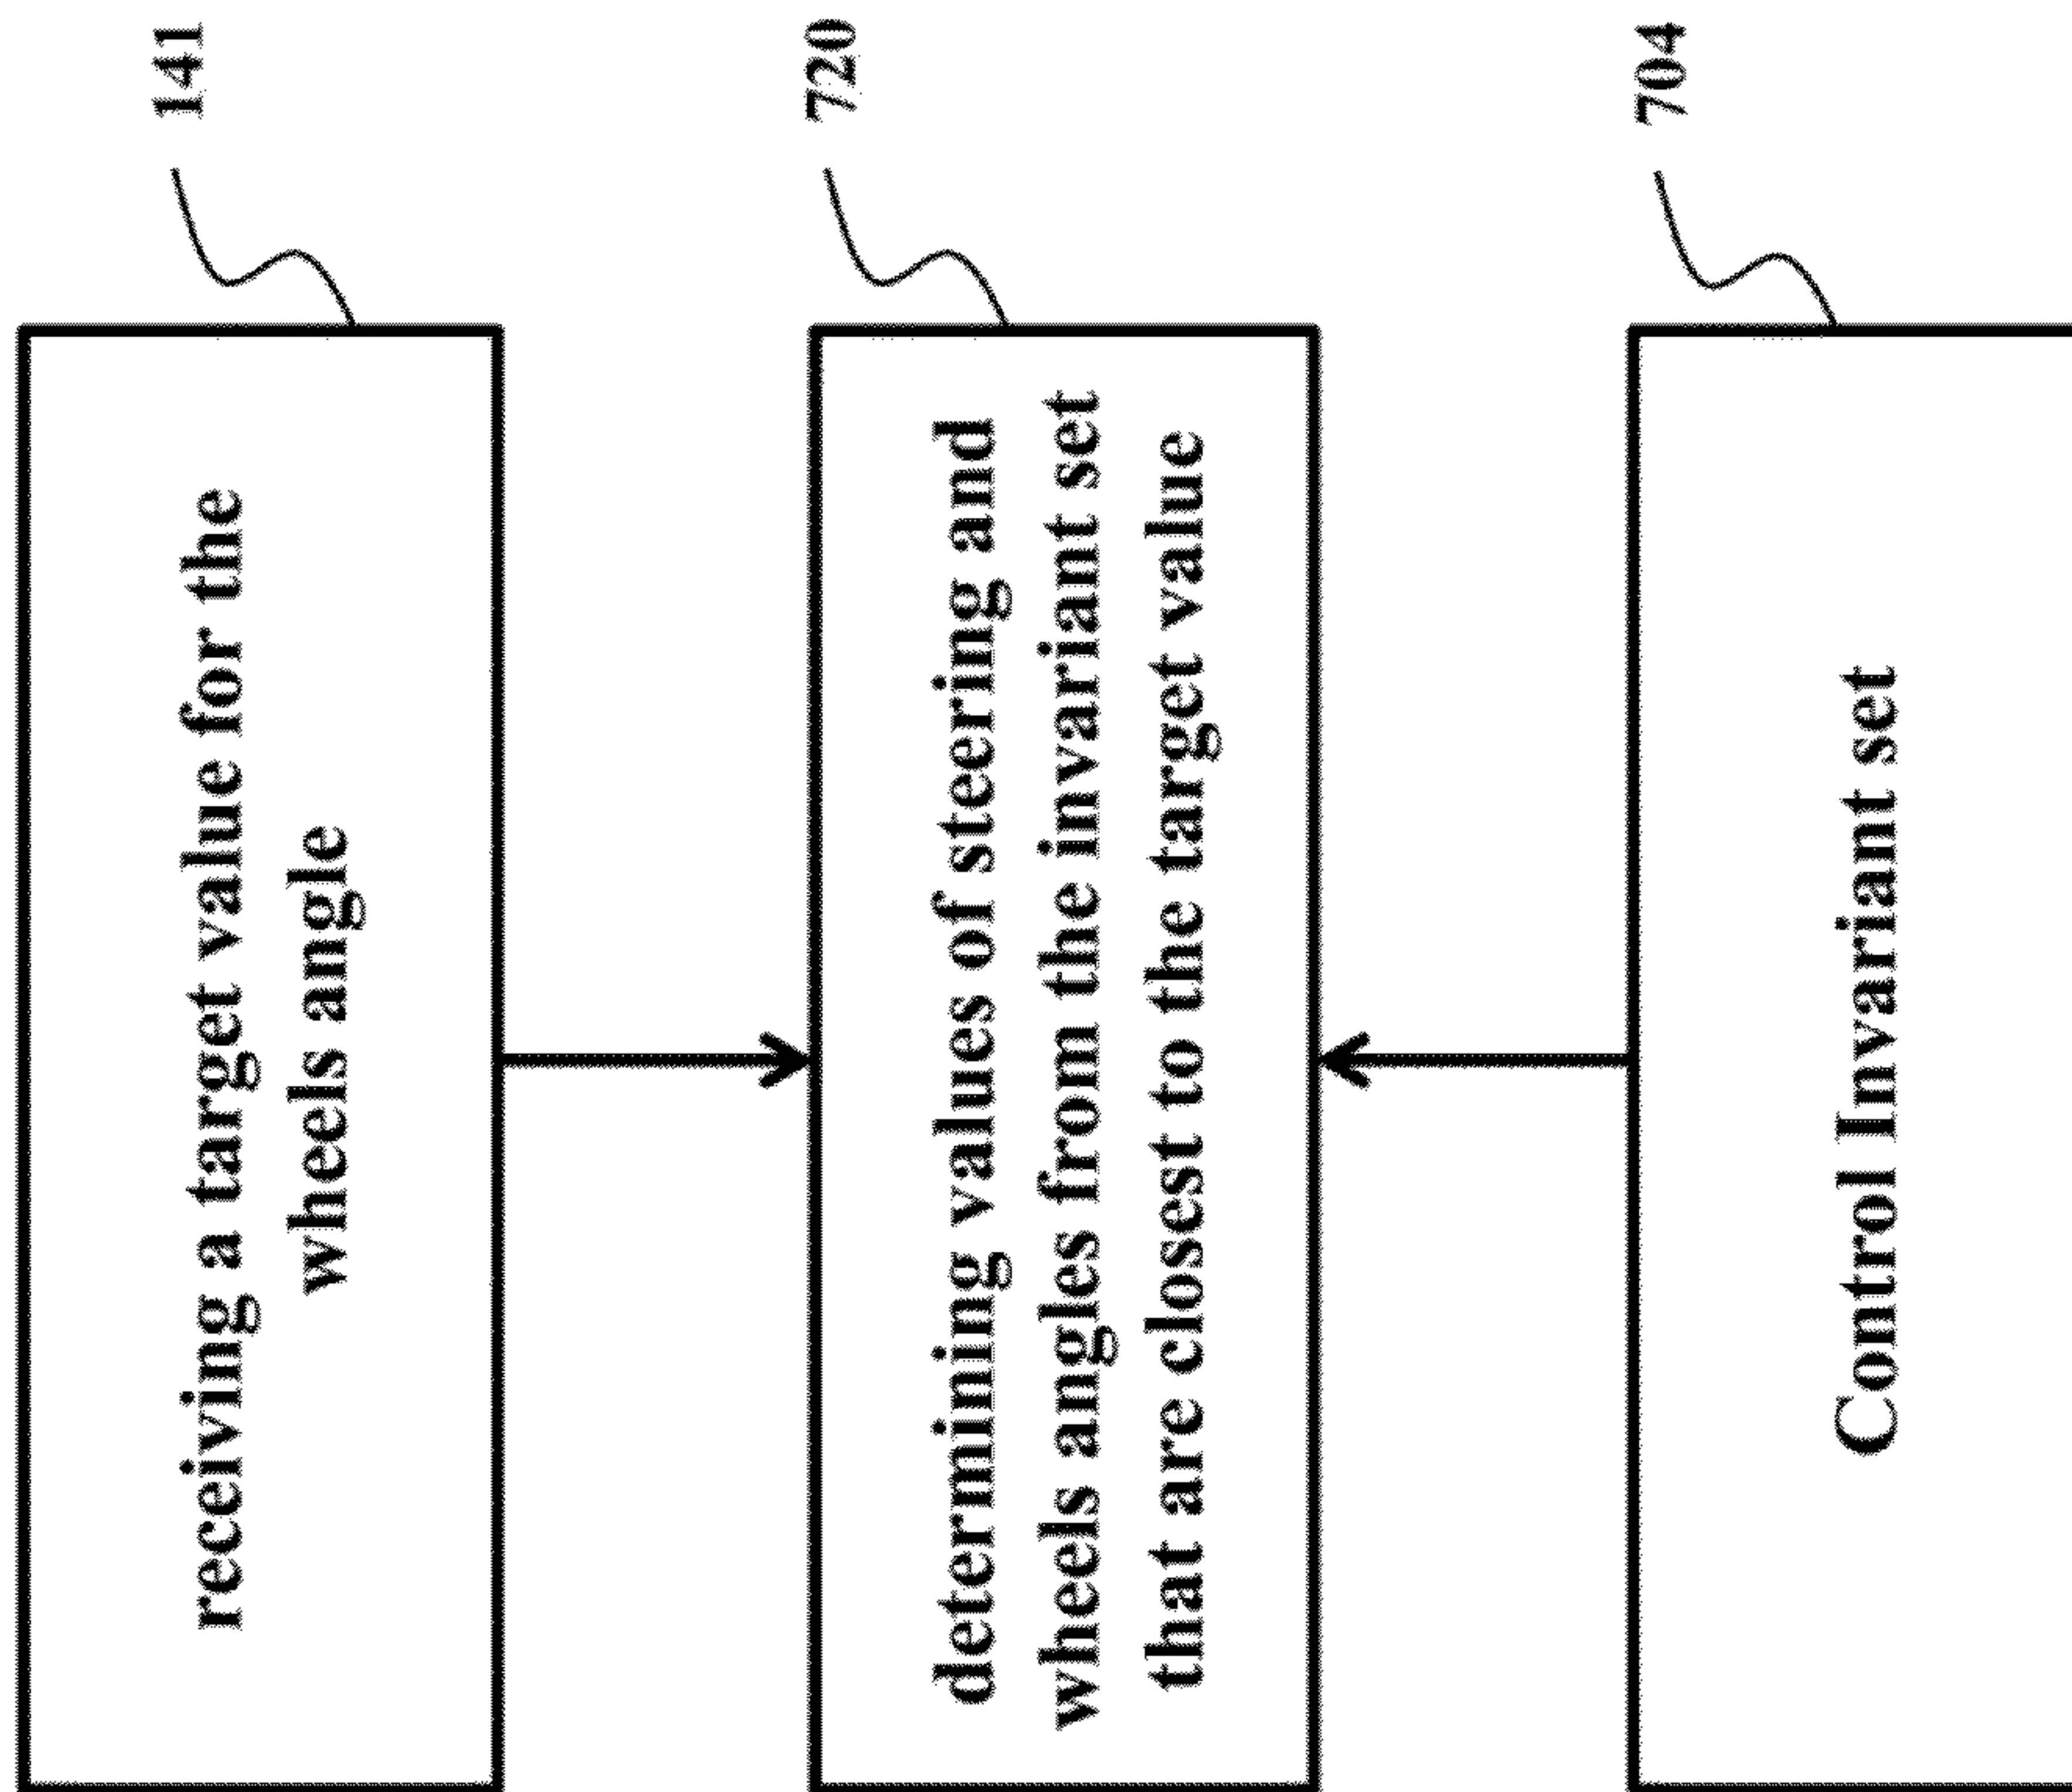 141
receiving a target value for the
wheels angle
720
determining values of steering and
wheels angles from the invariant set
that are closest to the target value
704
Control Invariant set